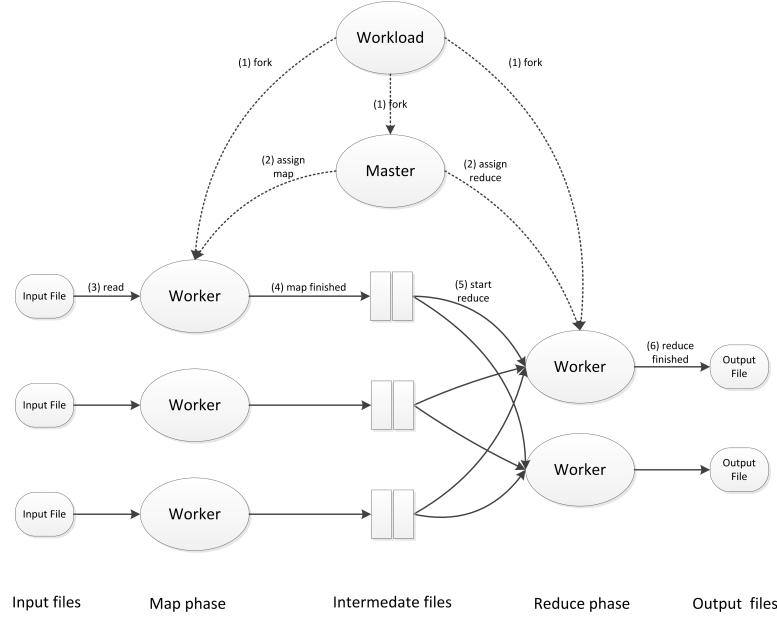 Workload
(1) fork
(1) fork
(1) fork
Master
(2) assign
map
(2) assign
reduce
Input File
(3) read
Worker
(4) map finished
(5) start
reduce
Worker
(6) reduce
finished
Output
File
Input File
Worker
Worker
Output
File
Input File
Worker
Input files
Map phase
Intermedate files
Reduce phase
Output files